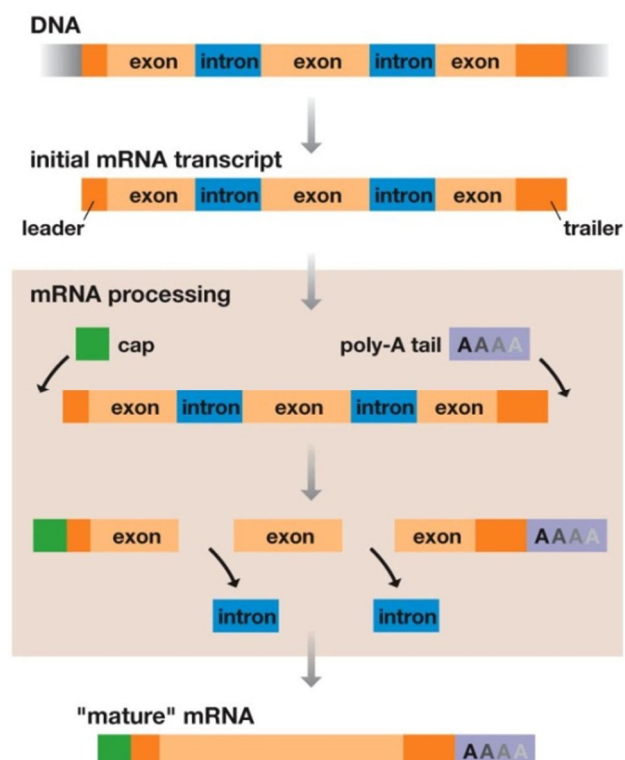 DNA
exon intron exon intron exon
initial mRNA transcript
exon intron exon intron exon
leader trailer
mRNA processing
cap poly-A tail AAAA
exon intron exon intron exon
exon exon exon AAAA
intron intron
"mature" mRNA
AAAA